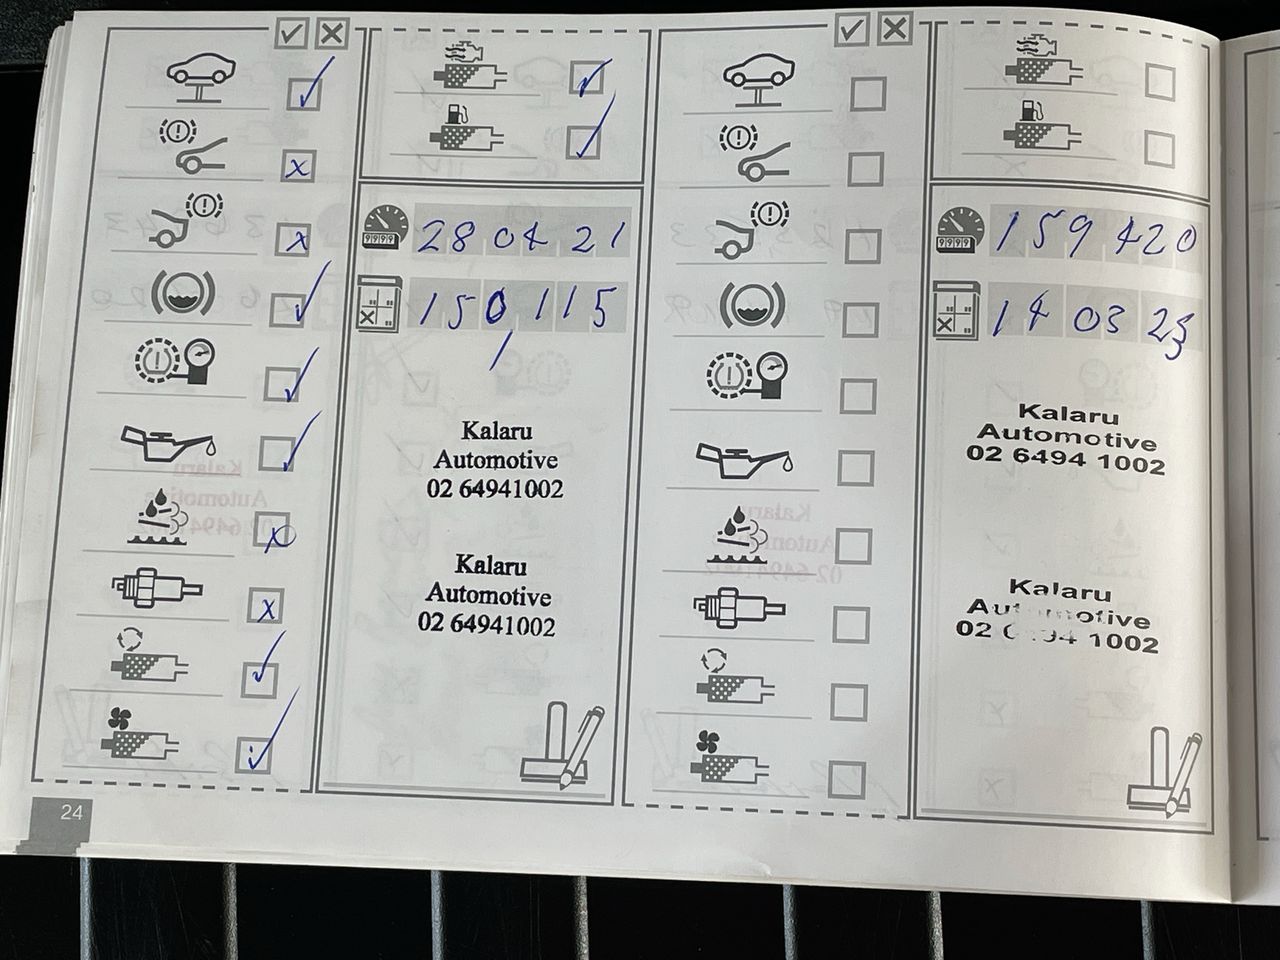 28 04 21
150,115
Kalaru
Automotive
02 64941002
Kalaru
Automotive
02 64941002
159 420
14 03 23
Kalaru
Automotive
02 6494 1002
Kalaru
1002
24